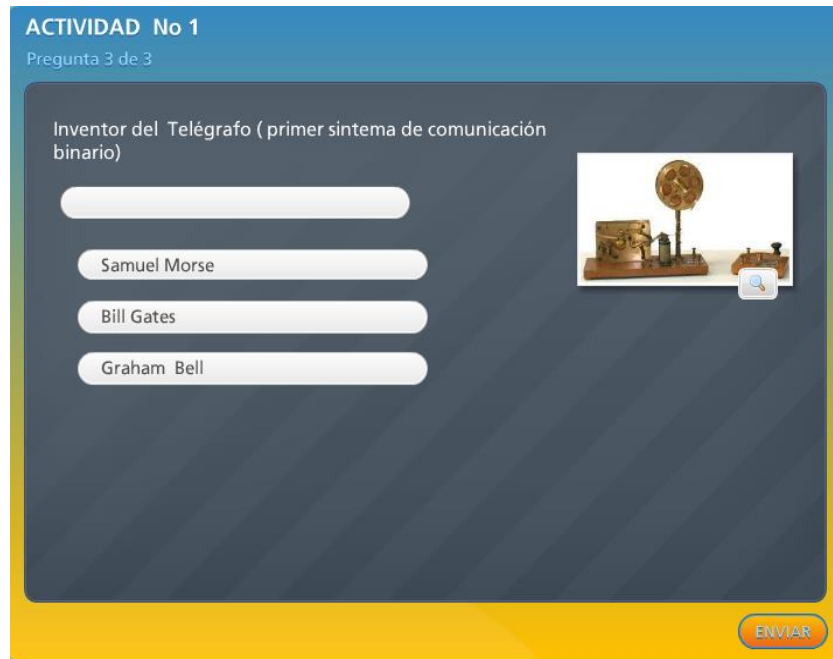 ACTIVIDAD No 1
Pregunta 3 de 3
Inventor del Telégrafo ( primer sintema de comunicación
binario)
Samuel Morse
Bill Gates
Graham Bell
ENVIAR